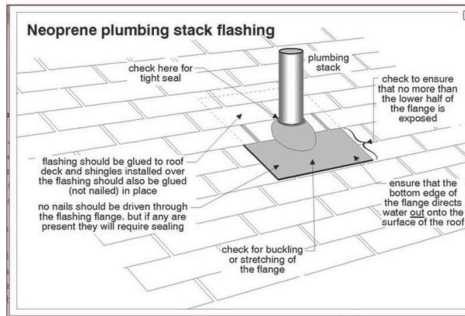 Neoprene plumbing stack flashing
check here for
tight seal
plumbing
stack
check to ensure
that no more than
the lower half of
the flange is
exposed
flashing should be glued to roof
deck and shingles installed over
the flashing should also be glued
(not nailed) in place
no nails should be driven through
the flashing flange. but if any are
present they will require sealing
check for buckling
or stretching of
the flange
ensure that the
bottom edge of
the flange directs
water out onto the
surface of the roof